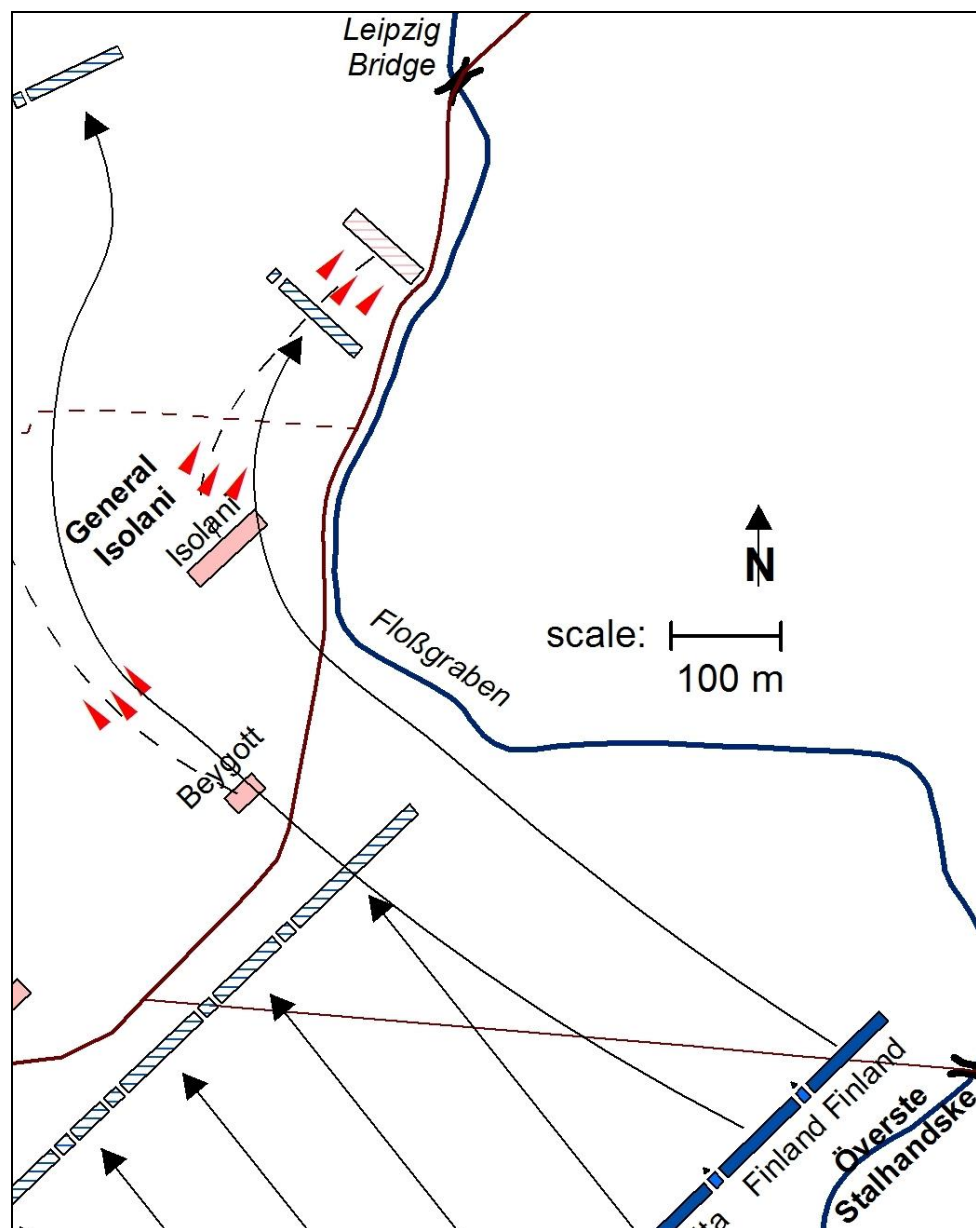 Leipzig
Bridge
General
Isolani
Isolani
N
scale:
100 m
Floßgraben
Beygott
Finland Finland
Överste
Stalhandske